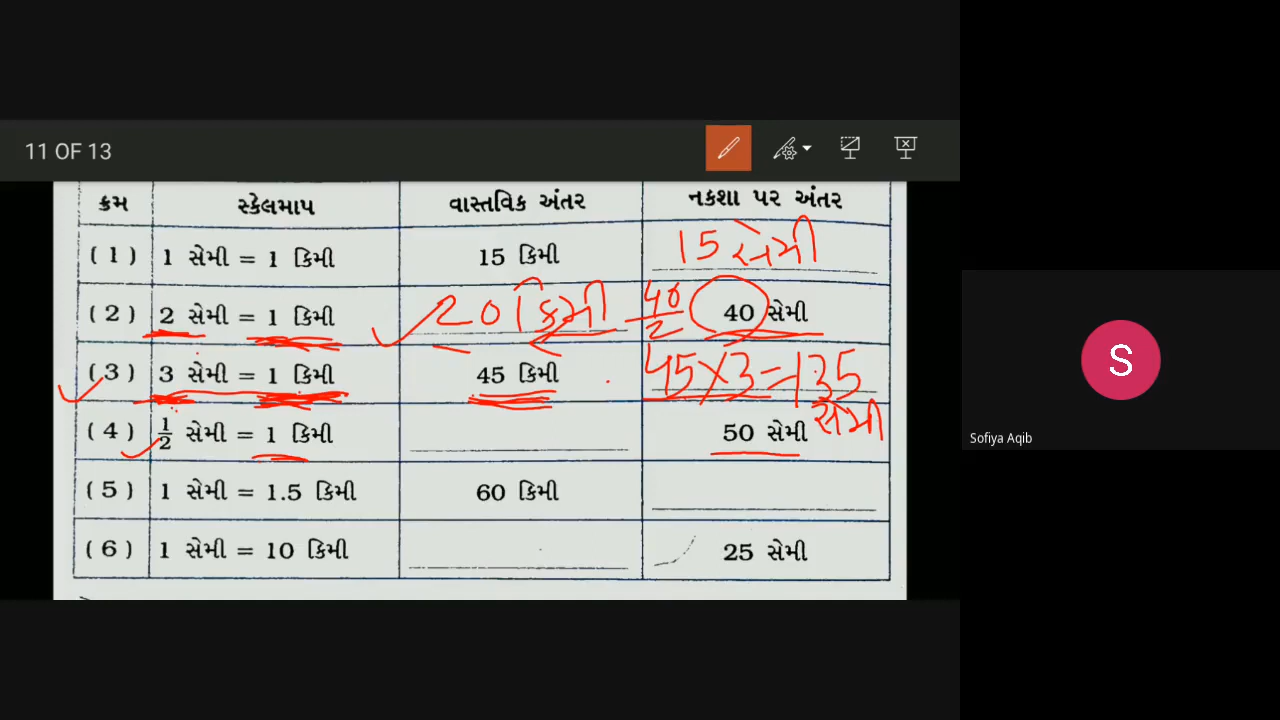 11 OF 13
ક્રમ સ્કેલમાપ વાસ્તવિક અંતર નકશા પર અંતર
(1) 1 સેમી = 1 કિમી 15 કિમી 15 સેમી
(2) 2 સેમી = 1 કિમી 20 કિમી 40/2 40 સેમી
(3) 3 સેમી = 1 કિમી 45 કિમી 45×3=135 સેમી
(4) 1/2 સેમી = 1 કિમી 50 સેમી
(5) 1 સેમી = 1.5 કિમી 60 કિમી
(6) 1 સેમી = 10 કિમી 25 સેમી
S
Sofiya Aqib